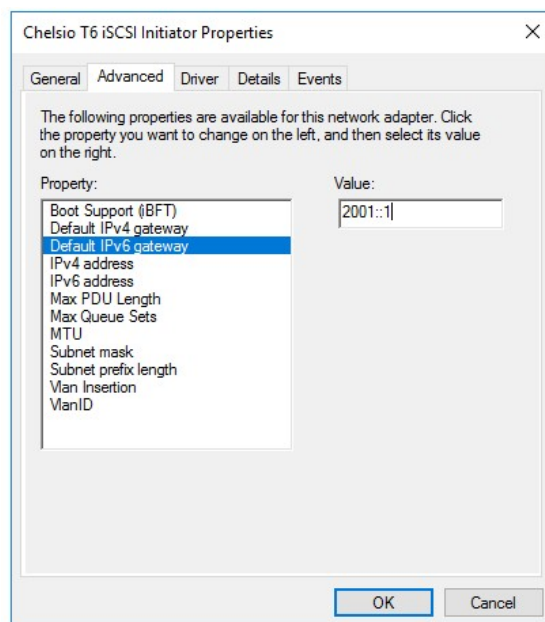 Chelsio T6 iSCSI Initiator Properties
General Advanced Driver Details Events
The following properties are available for this network adapter. Click
the property you want to change on the left, and then select its value
on the right.
Property:
Value:
Boot Support (iBFT)
Default IPv4 gateway
Default IPv6 gateway
IPv4 address
IPv6 address
Max PDU Length
Max Queue Sets
MTU
Subnet mask
Subnet prefix length
Vlan Insertion
VlanID
2001::1
OK
Cancel